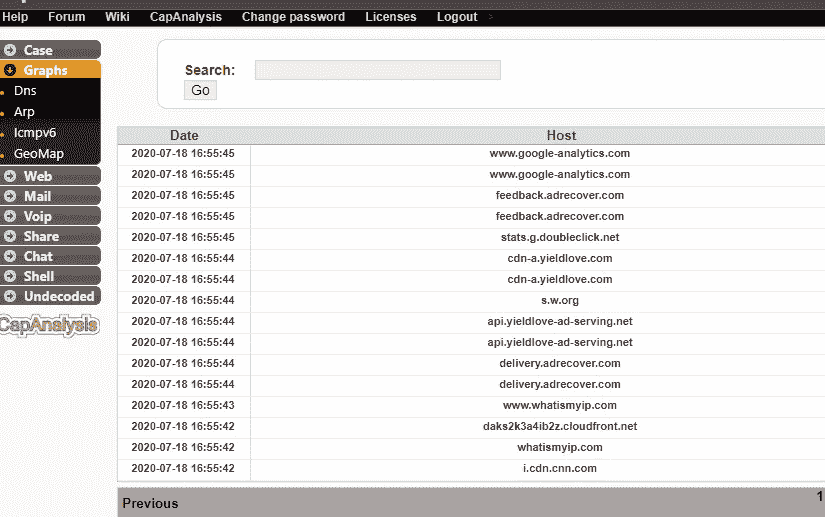 Help Forum Wiki CapAnalysis Change password Licenses Logout >
Case
Graphs
Dns
Arp
Icmpv6
GeoMap
Web
Mail
Voip
Share
Chat
Shell
Undecoded
CapAnalysis
Search:
Go
Date Host
2020-07-18 16:55:45 www.google-analytics.com
2020-07-18 16:55:45 www.google-analytics.com
2020-07-18 16:55:45 feedback.adrecover.com
2020-07-18 16:55:45 feedback.adrecover.com
2020-07-18 16:55:45 stats.g.doubleclick.net
2020-07-18 16:55:44 cdn-a.yieldlove.com
2020-07-18 16:55:44 cdn-a.yieldlove.com
2020-07-18 16:55:44 s.w.org
2020-07-18 16:55:44 api.yieldlove-ad-serving.net
2020-07-18 16:55:44 api.yieldlove-ad-serving.net
2020-07-18 16:55:44 delivery.adrecover.com
2020-07-18 16:55:44 delivery.adrecover.com
2020-07-18 16:55:43 www.whatismyip.com
2020-07-18 16:55:42 daks2k3a4ib2z.cloudfront.net
2020-07-18 16:55:42 whatismyip.com
2020-07-18 16:55:42 i.cdn.cnn.com
Previous 1